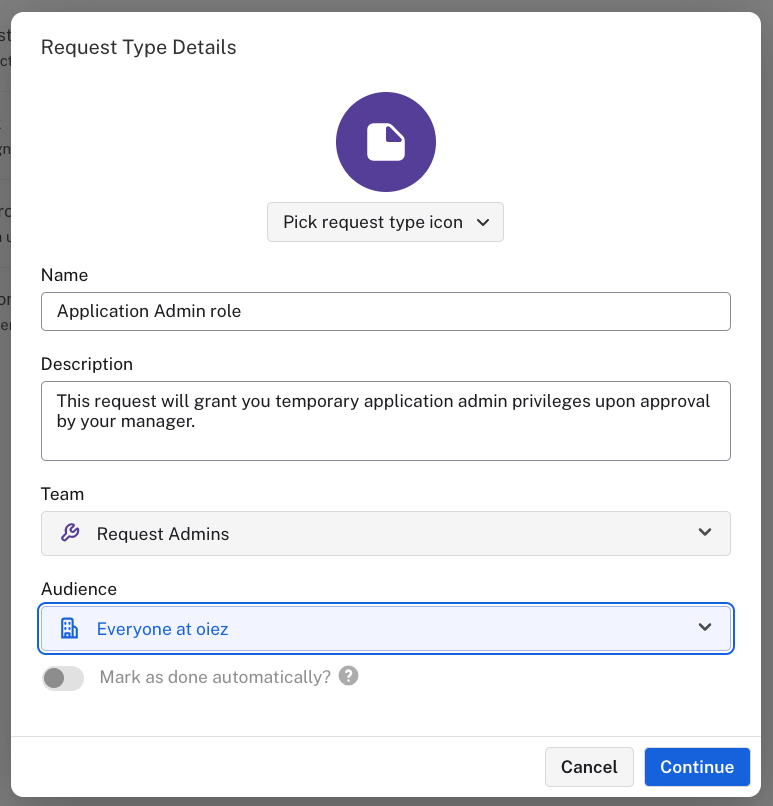 Request Type Details
Pick request type icon
Name
Application Admin role
Description
This request will grant you temporary application admin privileges upon approval
by your manager.
Team
Request Admins
Audience
Everyone at oiez
Mark as done automatically? ?
Cancel
Continue